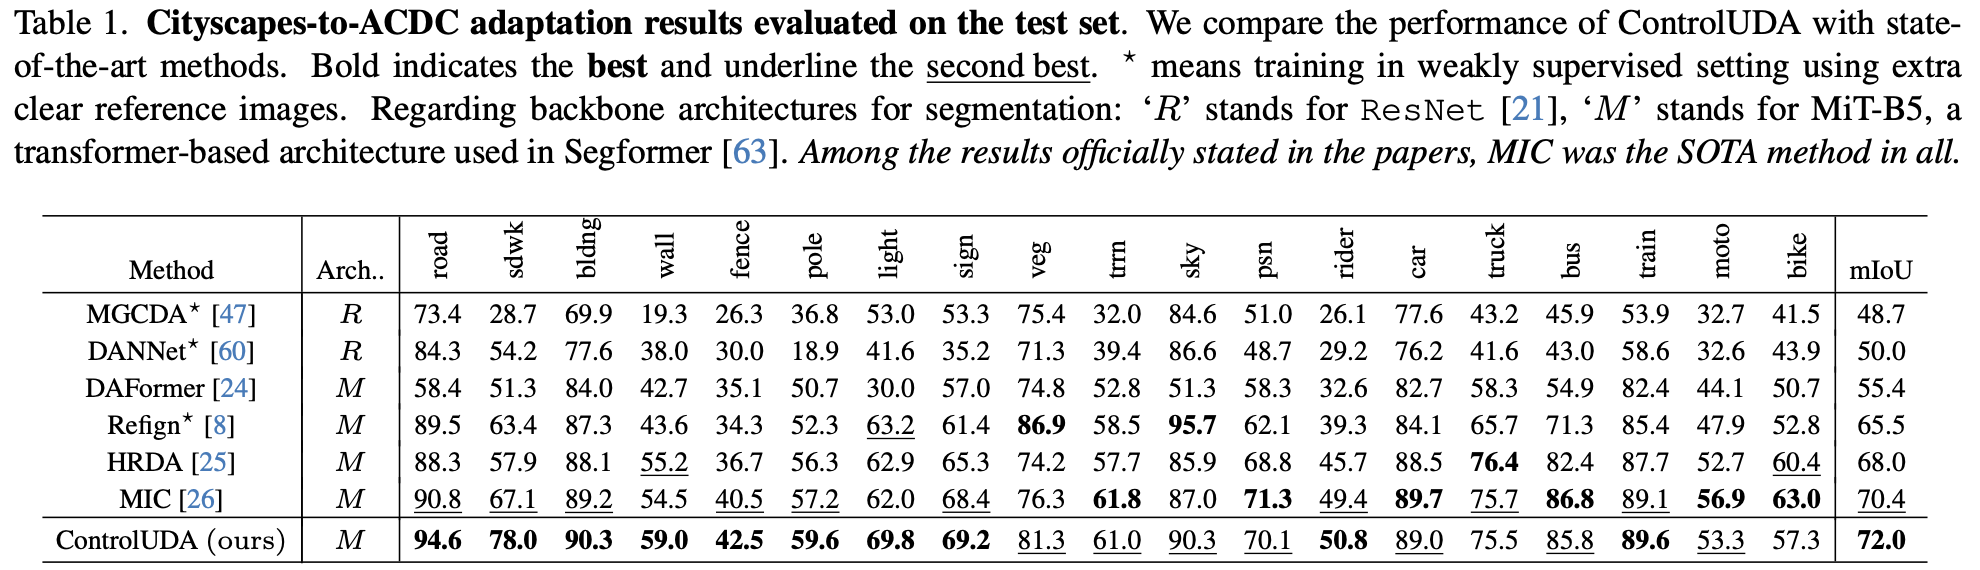 Table 1. Cityscapes-to-ACDC adaptation results evaluated on the test set. We compare the performance of ControlUDA with state-
of-the-art methods. Bold indicates the best and underline the second best. ⋆ means training in weakly supervised setting using extra
clear reference images. Regarding backbone architectures for segmentation: ‘R’ stands for ResNet [21], ‘M’ stands for MiT-B5, a
transformer-based architecture used in Segformer [63]. Among the results officially stated in the papers, MIC was the SOTA method in all.
Method Arch.. road sdwk bldng wall fence pole light sign veg trrn sky psn rider car truck bus train moto bike mIoU
MGCDA⋆ [47] R 73.4 28.7 69.9 19.3 26.3 36.8 53.0 53.3 75.4 32.0 84.6 51.0 26.1 77.6 43.2 45.9 53.9 32.7 41.5 48.7
DANNet⋆ [60] R 84.3 54.2 77.6 38.0 30.0 18.9 41.6 35.2 71.3 39.4 86.6 48.7 29.2 76.2 41.6 43.0 58.6 32.6 43.9 50.0
DAFormer [24] M 58.4 51.3 84.0 42.7 35.1 50.7 30.0 57.0 74.8 52.8 51.3 58.3 32.6 82.7 58.3 54.9 82.4 44.1 50.7 55.4
Refign⋆ [8] M 89.5 63.4 87.3 43.6 34.3 52.3 63.2 61.4 86.9 58.5 95.7 62.1 39.3 84.1 65.7 71.3 85.4 47.9 52.8 65.5
HRDA [25] M 88.3 57.9 88.1 55.2 36.7 56.3 62.9 65.3 74.2 57.7 85.9 68.8 45.7 88.5 76.4 82.4 87.7 52.7 60.4 68.0
MIC [26] M 90.8 67.1 89.2 54.5 40.5 57.2 62.0 68.4 76.3 61.8 87.0 71.3 49.4 89.7 75.7 86.8 89.1 56.9 63.0 70.4
ControlUDA (ours) M 94.6 78.0 90.3 59.0 42.5 59.6 69.8 69.2 81.3 61.0 90.3 70.1 50.8 89.0 75.5 85.8 89.6 53.3 57.3 72.0